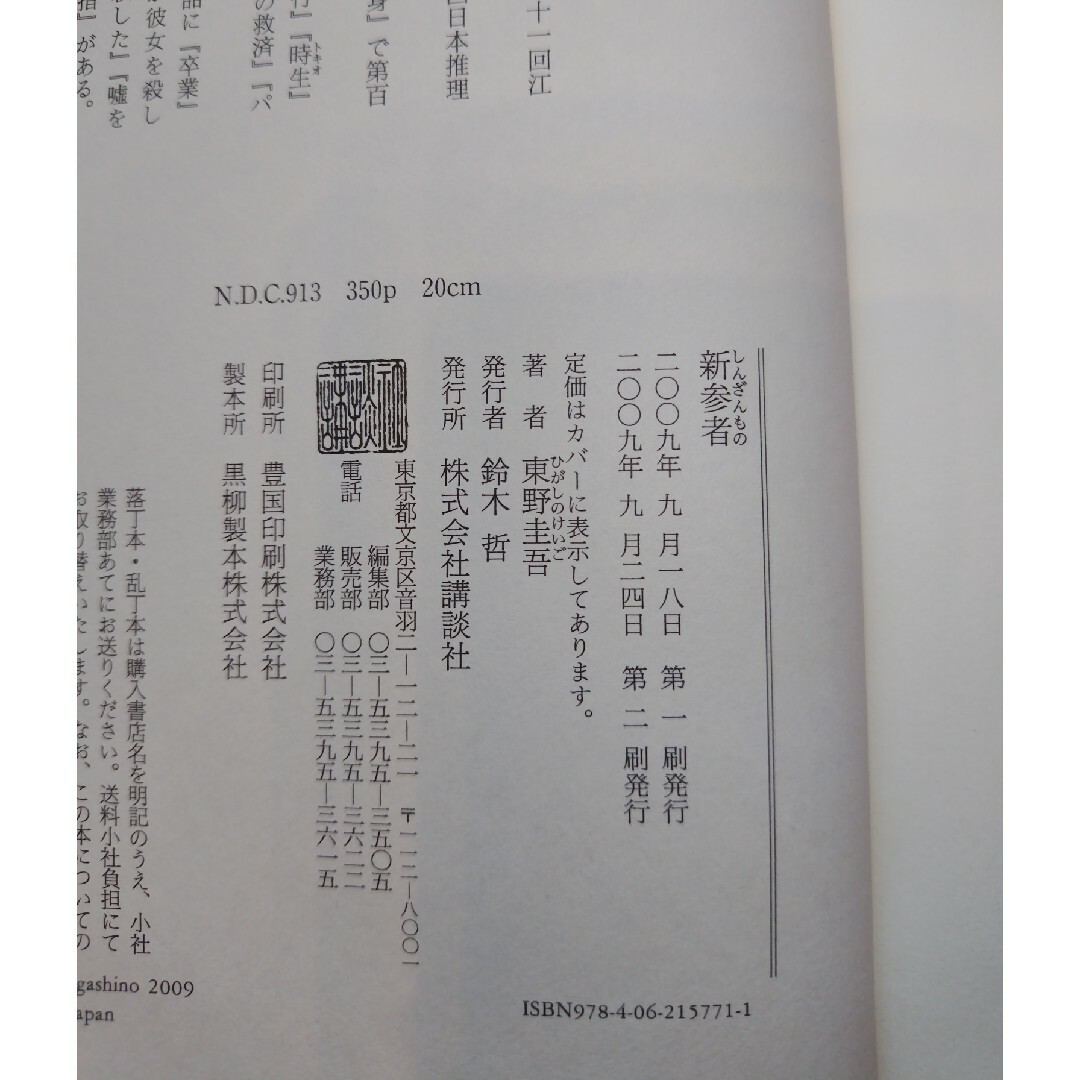 十一回江
日本推理
身』で第百
行』『時生』
トキオ
の救済』『パ
品に『卒業』
彼女を殺し
した』『嘘を
指』がある。
N.D.C.913 350p 20cm
新参者
しんざんもの
二〇〇九年 九月一八日 第一刷発行
二〇〇九年 九月二四日 第二刷発行
定価はカバーに表示してあります。
著者 東野圭吾
ひがしのけいご
発行者 鈴木 哲
発行所 株式会社講談社
東京都文京区音羽二―一二―二一 〒一一二―八〇〇一
電話 編集部 〇三―五三九五―三五〇五
販売部 〇三―五三九五―三六二二
業務部 〇三―五三九五―三六一五
印刷所 豊国印刷株式会社
製本所 黒柳製本株式会社
落丁本・乱丁本は購入書店名を明記のうえ、小社
業務部あてにお送りください。送料小社負担にて
お取り替えいたします。なお、この本についての
gashino 2009
apan
ISBN978-4-06-215771-1